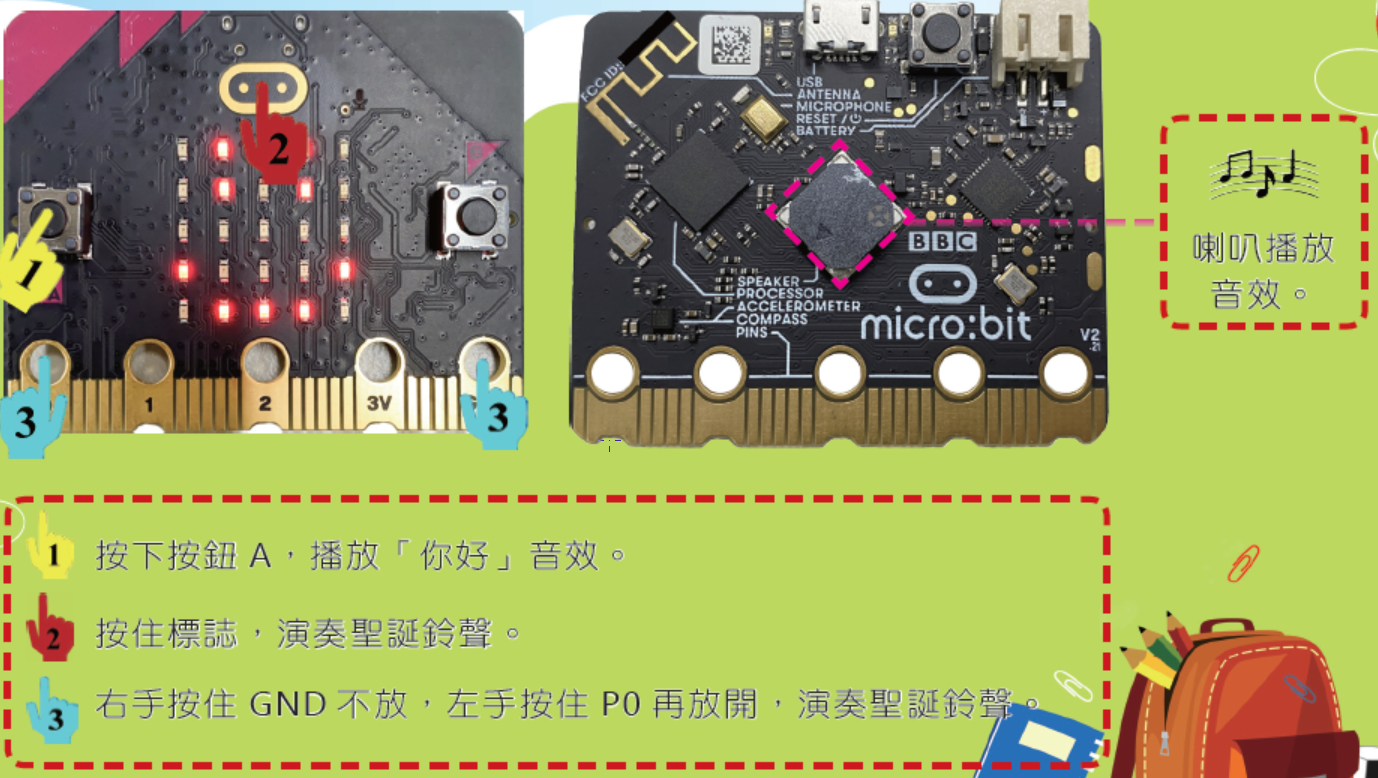 2
1
A
B
3
1
2
3V
3
FCC ID:
USB
ANTENNA
MICROPHONE
RESET /
BATTERY
BBC
SPEAKER
PROCESSOR
ACCELEROMETER
COMPASS
PINS
micro:bit
V2
.21
喇叭播放
音效。
1 按下按鈕 A，播放「你好」音效。
2 按住標誌，演奏聖誕鈴聲。
3 右手按住 GND 不放，左手按住 P0 再放開，演奏聖誕鈴聲。